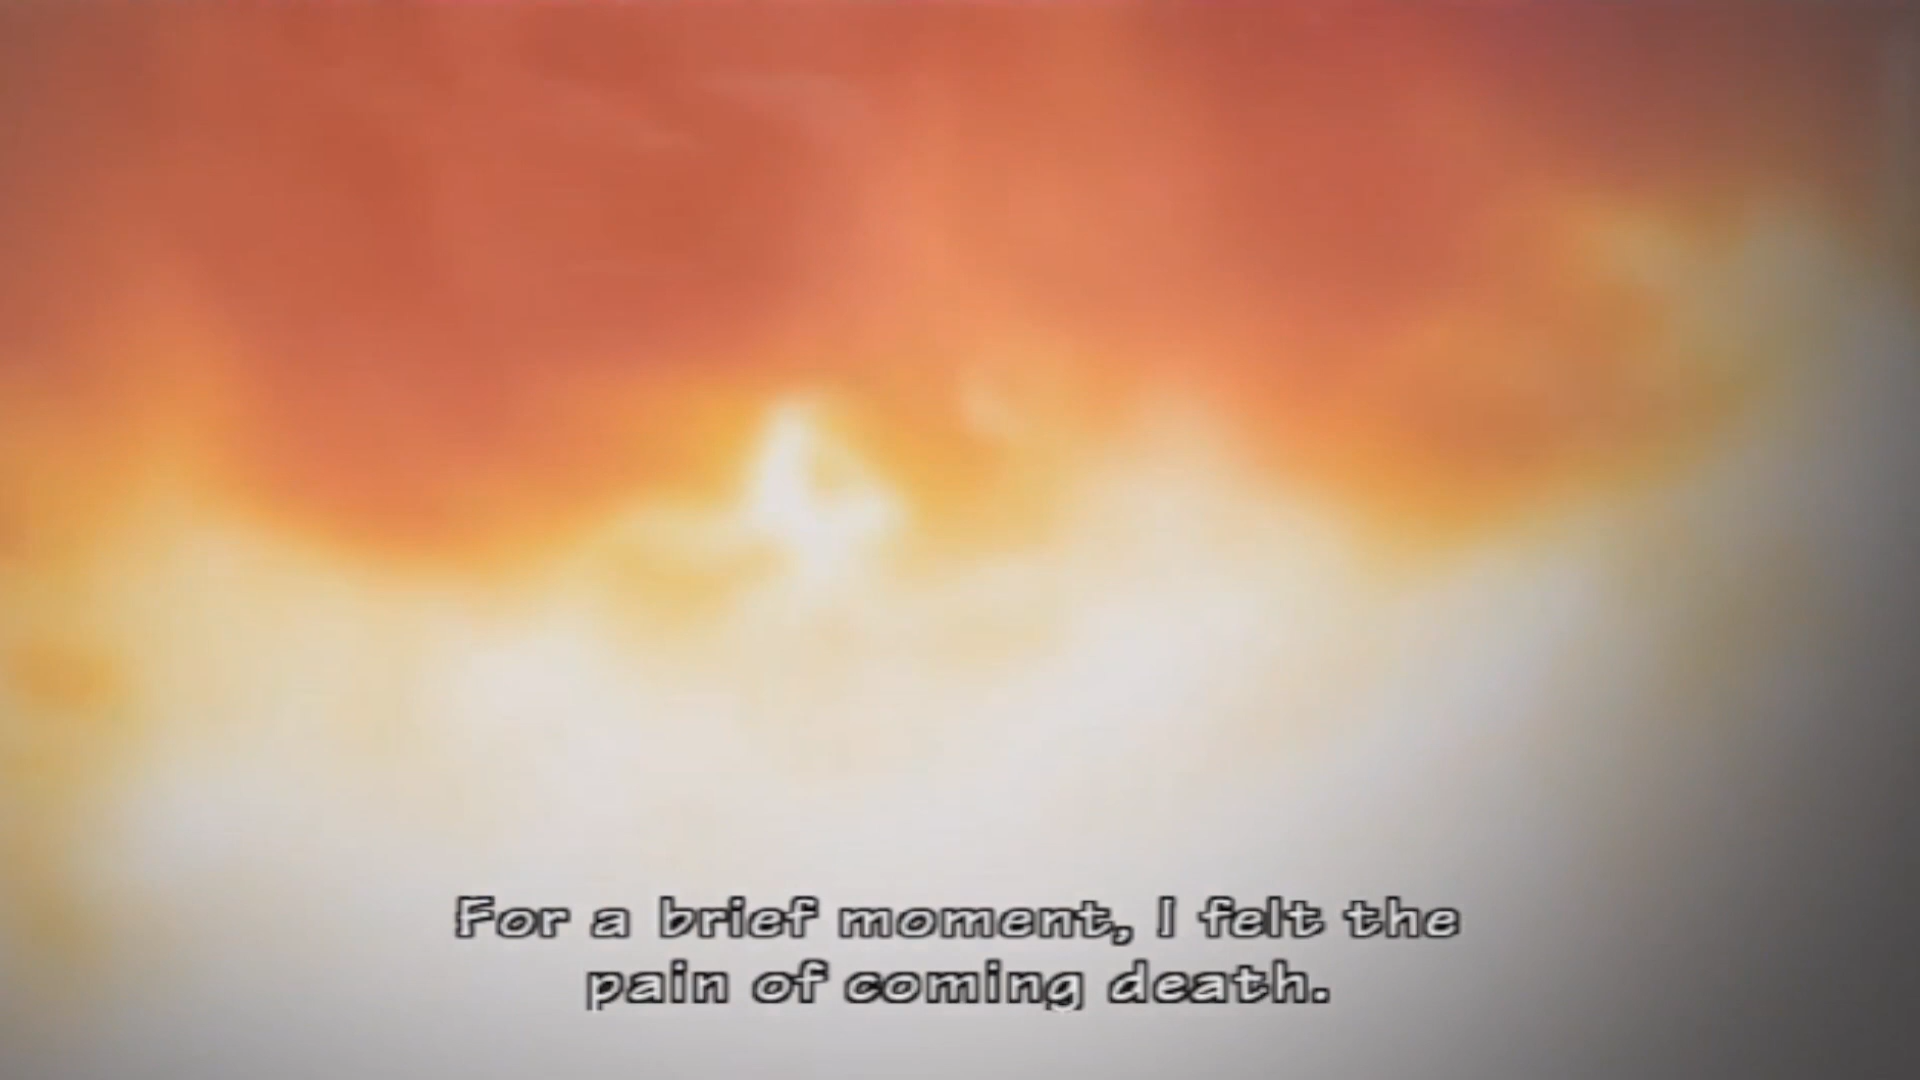 For a brief moment, I felt the
pain of coming death.